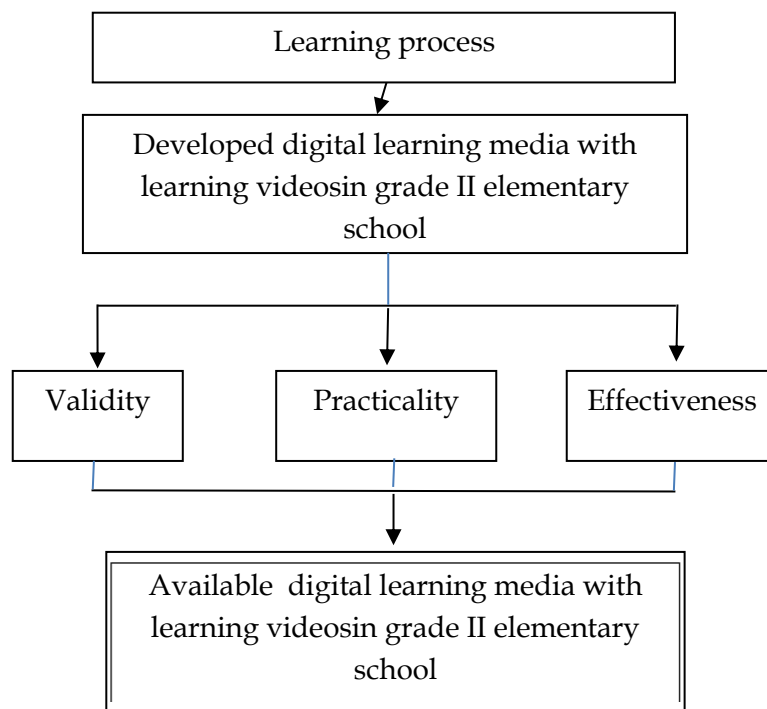 Learning process
Developed digital learning media with
learning videosin grade II elementary
school
Validity
Practicality
Effectiveness
Available digital learning media with
learning videosin grade II elementary
school